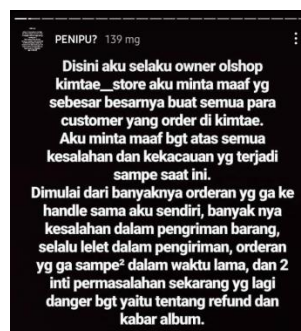 PENIPU? 139 mg
Disini aku selaku owner olshop
kimtae__store aku minta maaf yg
sebesar besarnya buat semua para
customer yang order di kimtae.
Aku minta maaf bgt atas semua
kesalahan dan kekacauan yg terjadi
sampe saat ini.
Dimulai dari banyaknya orderan yg ga ke
handle sama aku sendiri, banyak nya
kesalahan dalam pengriman barang,
selalu lelet dalam pengiriman, orderan
yg ga sampe² dalam waktu lama, dan 2
inti permasalahan sekarang yg lagi
danger bgt yaitu tentang refund dan
kabar album.